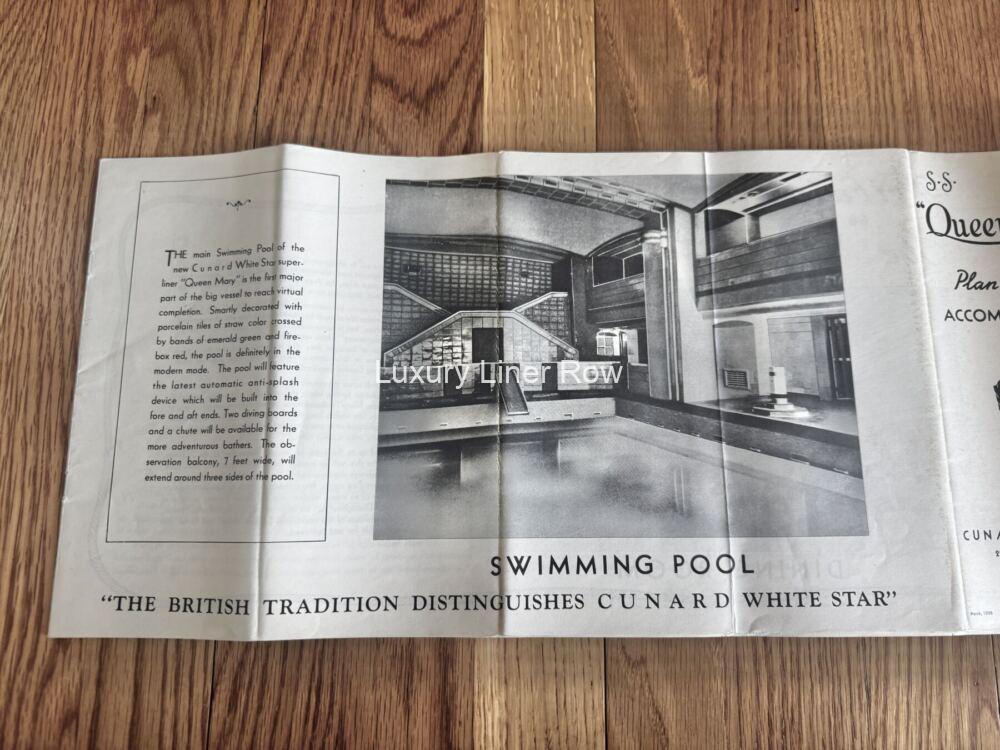 THE main Swimming Pool of the
new Cunard White Star super-
liner "Queen Mary" is the first major
part of the big vessel to reach virtual
completion. Smartly decorated with
porcelain tiles of straw color crossed
by bands of emerald green and fire-
box red, the pool is definitely in the
modern mode. The pool will feature
the latest automatic anti-splash
device which will be built into the
fore and aft ends. Two diving boards
and a chute will be available for the
more adventurous bathers. The ob-
servation balcony, 7 feet wide, will
extend around three sides of the pool.
Luxury Liner Row
SWIMMING POOL
"THE BRITISH TRADITION DISTINGUISHES CUNARD WHITE STAR"
S.S.
"Quee
Plan
ACCOM
CUNA